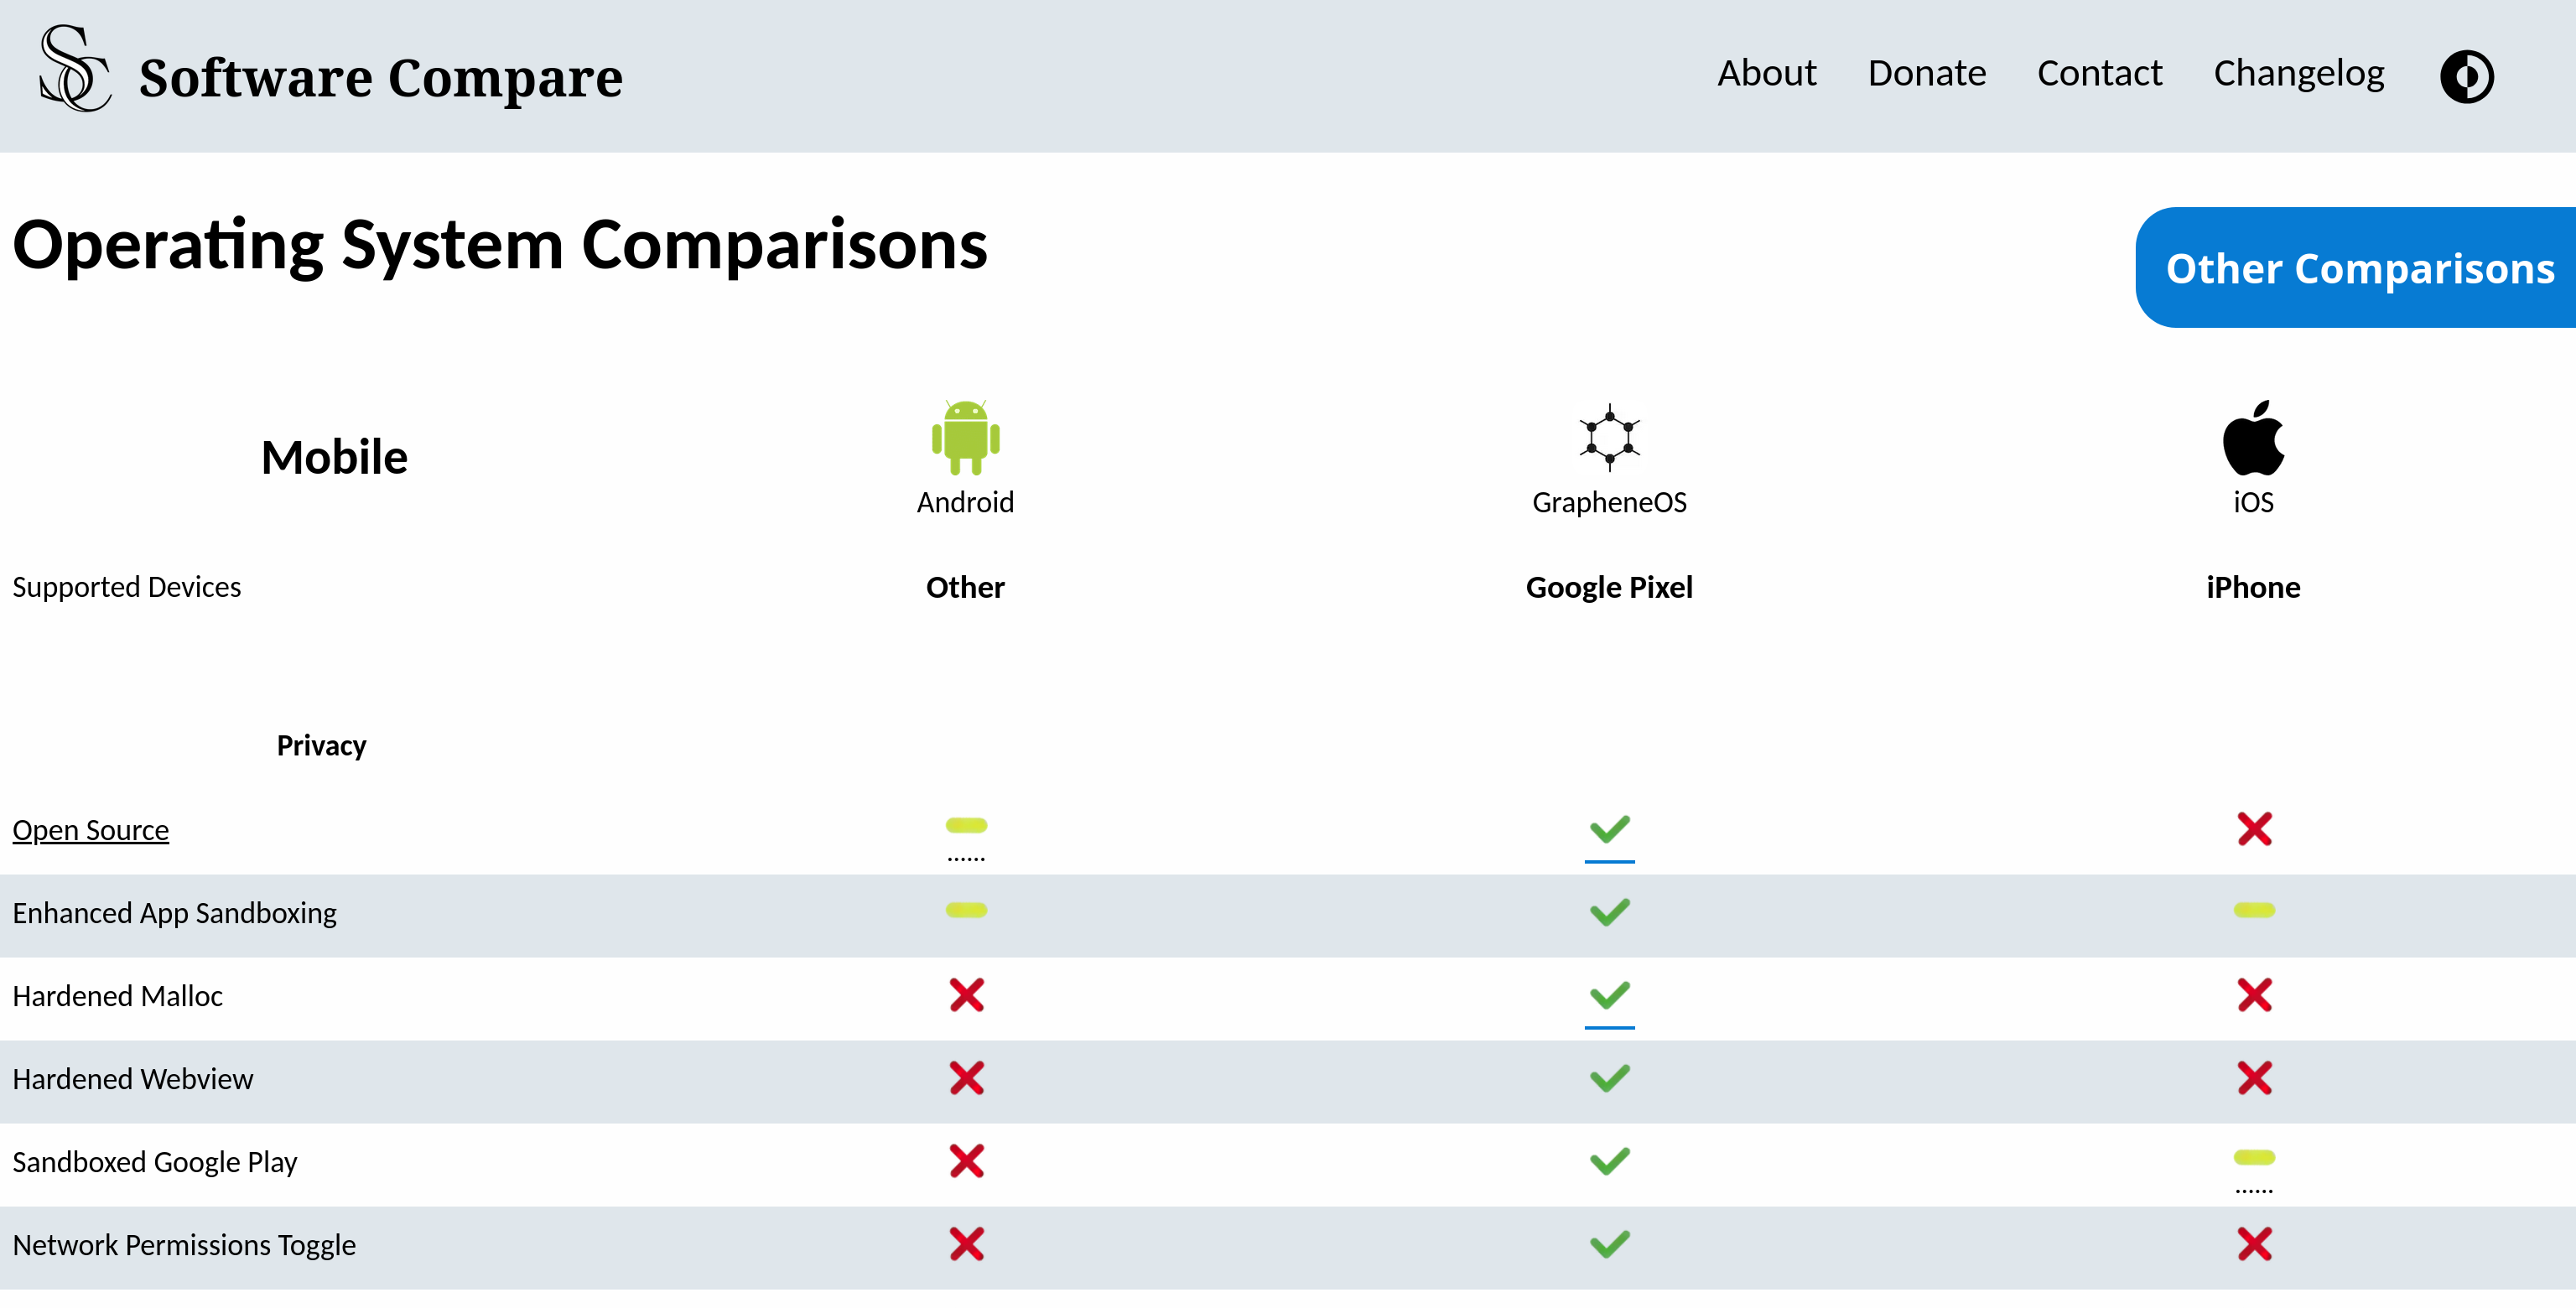 SC Software Compare
About Donate Contact Changelog
Operating System Comparisons
Other Comparisons
Mobile
Android GrapheneOS iOS
Supported Devices Other Google Pixel iPhone
Privacy
Open Source
Enhanced App Sandboxing
Hardened Malloc
Hardened Webview
Sandboxed Google Play
Network Permissions Toggle